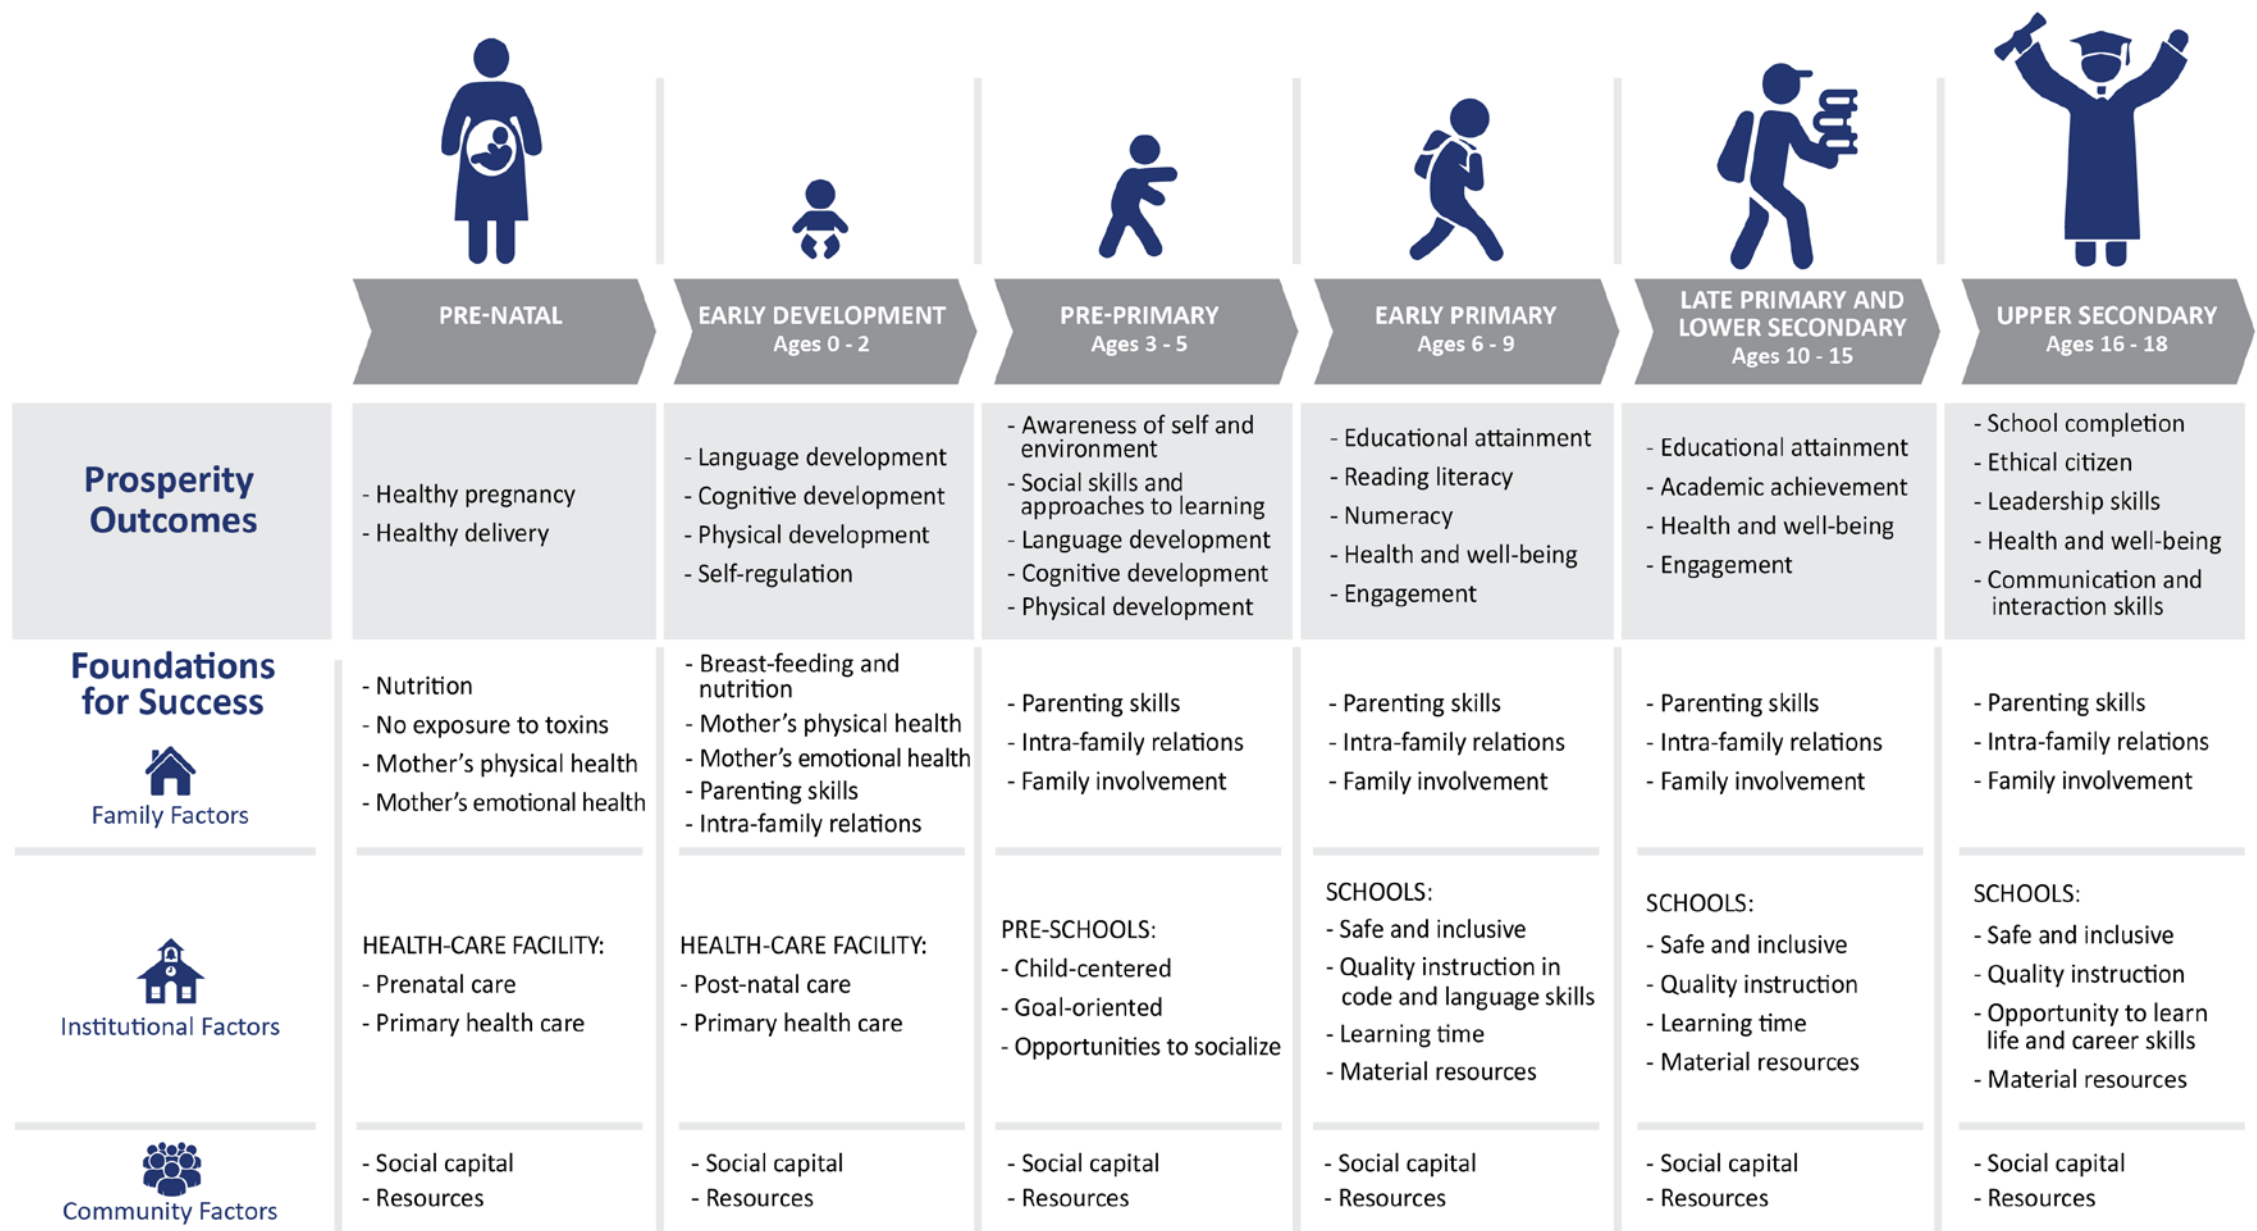 PRE-NATAL
EARLY DEVELOPMENT
Ages 0 - 2
PRE-PRIMARY
Ages 3 - 5
EARLY PRIMARY
Ages 6 - 9
LATE PRIMARY AND
LOWER SECONDARY
Ages 10 - 15
UPPER SECONDARY
Ages 16 - 18
Prosperity
Outcomes
- Healthy pregnancy
- Healthy delivery
- Language development
- Cognitive development
- Physical development
- Self-regulation
- Awareness of self and
environment
- Social skills and
approaches to learning
- Language development
- Cognitive development
- Physical development
- Educational attainment
- Reading literacy
- Numeracy
- Health and well-being
- Engagement
- Educational attainment
- Academic achievement
- Health and well-being
- Engagement
- School completion
- Ethical citizen
- Leadership skills
- Health and well-being
- Communication and
interaction skills
Foundations
for Success
Family Factors
- Nutrition
- No exposure to toxins
- Mother's physical health
- Mother's emotional health
- Breast-feeding and
nutrition
- Mother's physical health
- Mother's emotional health
- Parenting skills
- Intra-family relations
- Parenting skills
- Intra-family relations
- Family involvement
- Parenting skills
- Intra-family relations
- Family involvement
- Parenting skills
- Intra-family relations
- Family involvement
- Parenting skills
- Intra-family relations
- Family involvement
Institutional Factors
HEALTH-CARE FACILITY:
- Prenatal care
- Primary health care
HEALTH-CARE FACILITY:
- Post-natal care
- Primary health care
PRE-SCHOOLS:
- Child-centered
- Goal-oriented
- Opportunities to socialize
SCHOOLS:
- Safe and inclusive
- Quality instruction in
code and language skills
- Learning time
- Material resources
SCHOOLS:
- Safe and inclusive
- Quality instruction
- Learning time
- Material resources
SCHOOLS:
- Safe and inclusive
- Quality instruction
- Opportunity to learn
life and career skills
- Material resources
Community Factors
- Social capital
- Resources
- Social capital
- Resources
- Social capital
- Resources
- Social capital
- Resources
- Social capital
- Resources
- Social capital
- Resources